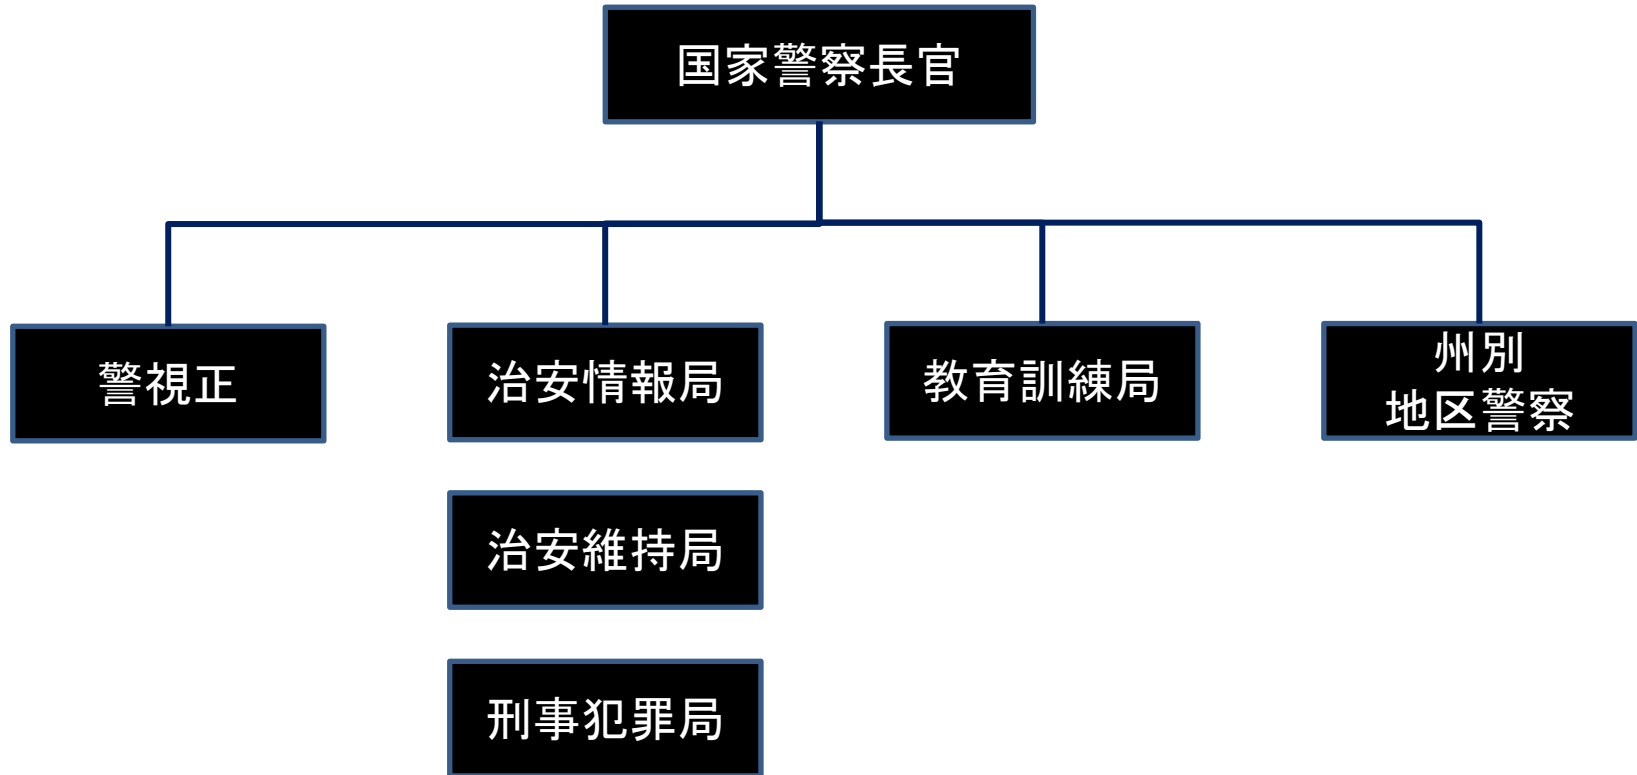 国家警察長官
警視正
治安情報局
教育訓練局
州別
地区警察
治安維持局
刑事犯罪局